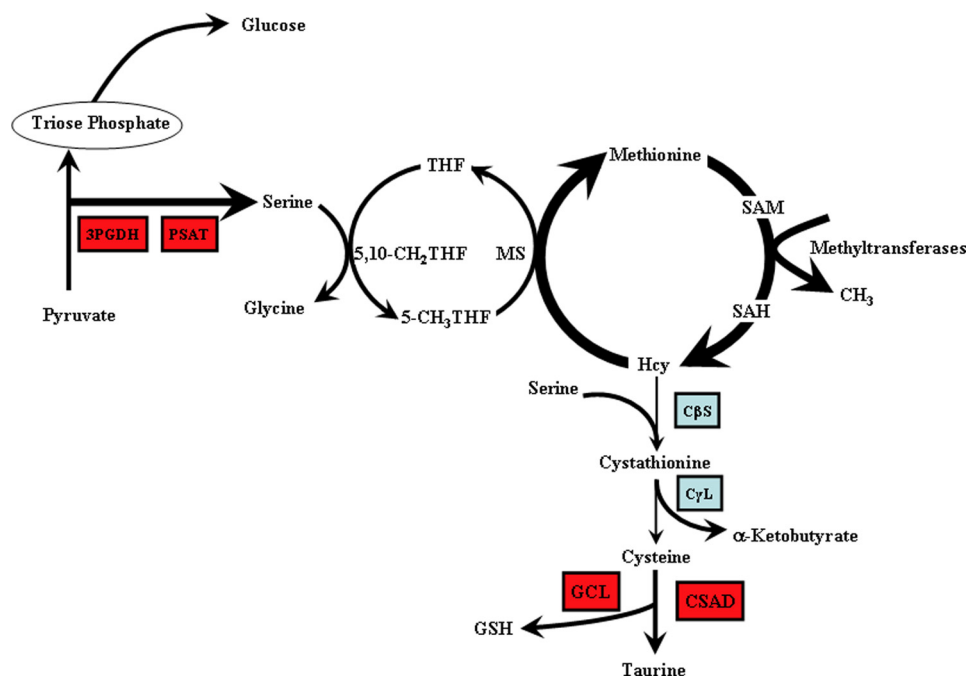 Glucose
Triose Phosphate
Methionine
THF
SAM
Serine
3PGDH
PSAT
5,10-CH₂THF
MS
Methyltransferases
Glycine
CH₃
Pyruvate
5-CH₃THF
SAH
Hcy
Serine
CβS
Cystathionine
CγL
α-Ketobutyrate
Cysteine
GCL
CSAD
GSH
Taurine